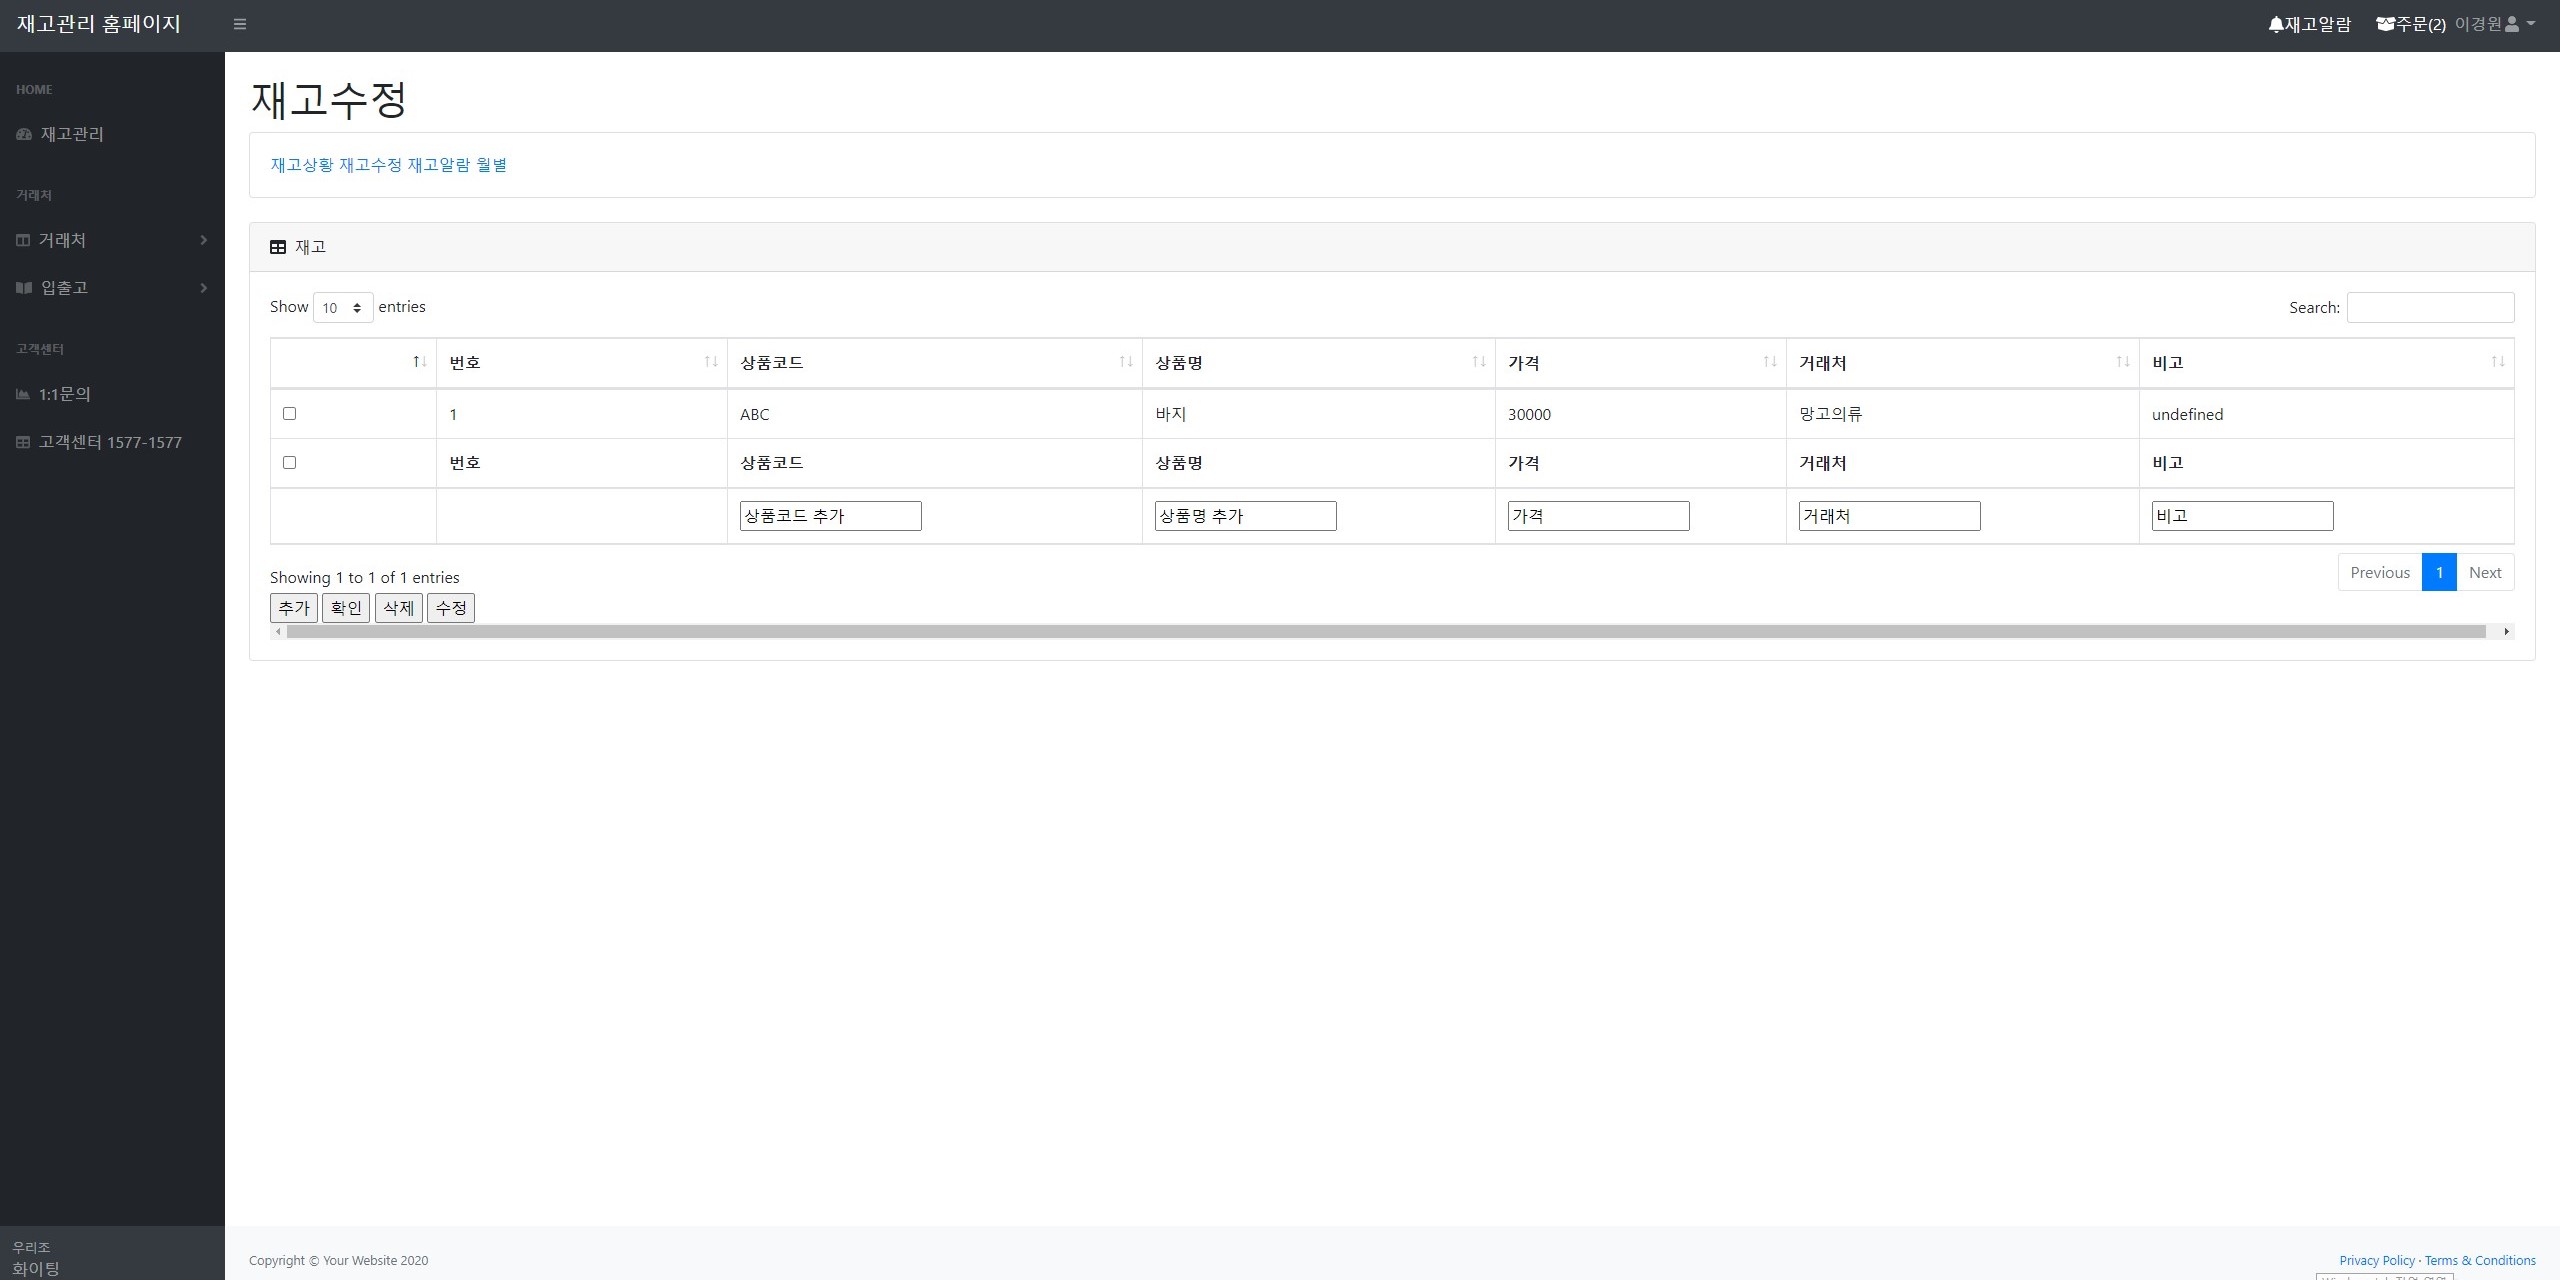 재고관리 홈페이지
재고알람 주문(2) 이경원
HOME
재고관리
거래처
거래처
입출고
고객센터
1:1문의
고객센터 1577-1577
우리조
화이팅
재고수정
재고상황 재고수정 재고알람 월별
재고
Show 10 entries
Search:
번호 상품코드 상품명 가격 거래처 비고
1 ABC 바지 30000 망고의류 undefined
번호 상품코드 상품명 가격 거래처 비고
상품코드 추가 상품명 추가 가격 거래처 비고
Showing 1 to 1 of 1 entries
Previous 1 Next
추가 확인 삭제 수정
Copyright © Your Website 2020
Privacy Policy · Terms & Conditions